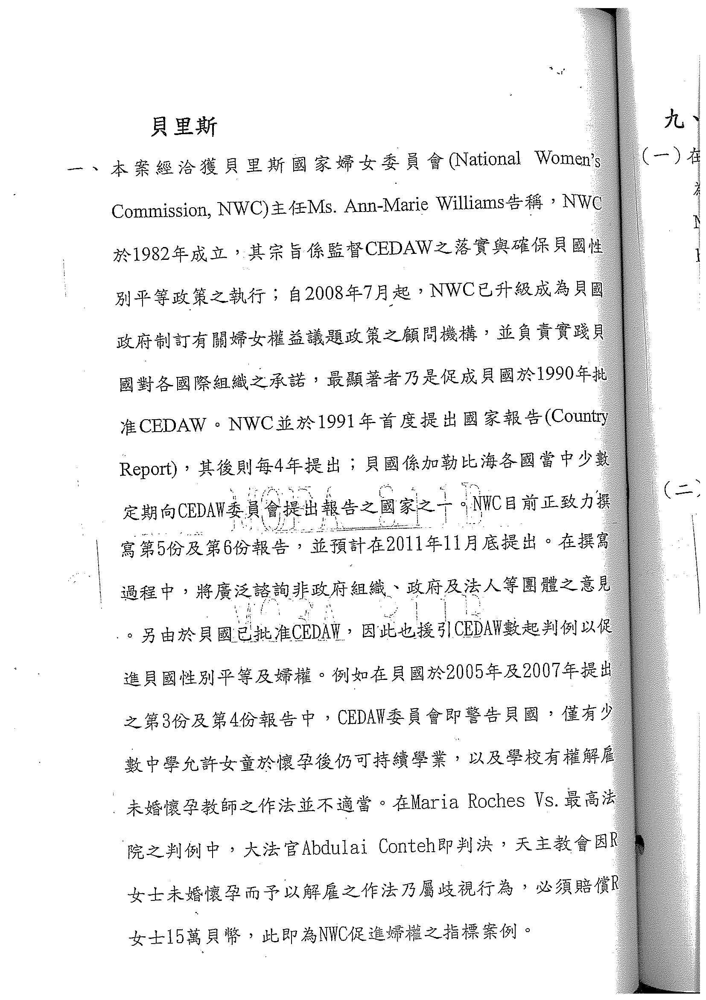 貝里斯
一、本案經洽獲貝里斯國家婦女委員會(National Women's
Commission, NWC)主任Ms. Ann-Marie Williams告稱，NWC
於1982年成立，其宗旨係監督CEDAW之落實與確保貝國性
別平等政策之執行；自2008年7月起，NWC已升級成為貝國
政府制訂有關婦女權益議題政策之顧問機構，並負責實踐貝
國對各國際組織之承諾，最顯著者乃是促成貝國於1990年批
准CEDAW。NWC並於1991年首度提出國家報告(Country
Report)，其後則每4年提出；貝國係加勒比海各國當中少數
定期向CEDAW委員會提出報告之國家之一。NWC目前正致力撰
寫第5份及第6份報告，並預計在2011年11月底提出。在撰寫
過程中，將廣泛諮詢非政府組織、政府及法人等團體之意見
。另由於貝國已批准CEDAW，因此也援引CEDAW數起判例以促
進貝國性別平等及婦權。例如在貝國於2005年及2007年提出
之第3份及第4份報告中，CEDAW委員會即警告貝國，僅有少
數中學允許女童於懷孕後仍可持續學業，以及學校有權解雇
未婚懷孕教師之作法並不適當。在Maria Roches Vs.最高法
院之判例中，大法官Abdulai Conteh即判決，天主教會因R
女士未婚懷孕而予以解雇之作法乃屬歧視行為，必須賠償R
女士15萬貝幣，此即為NWC促進婦權之指標案例。
九、
(一)在
(二)